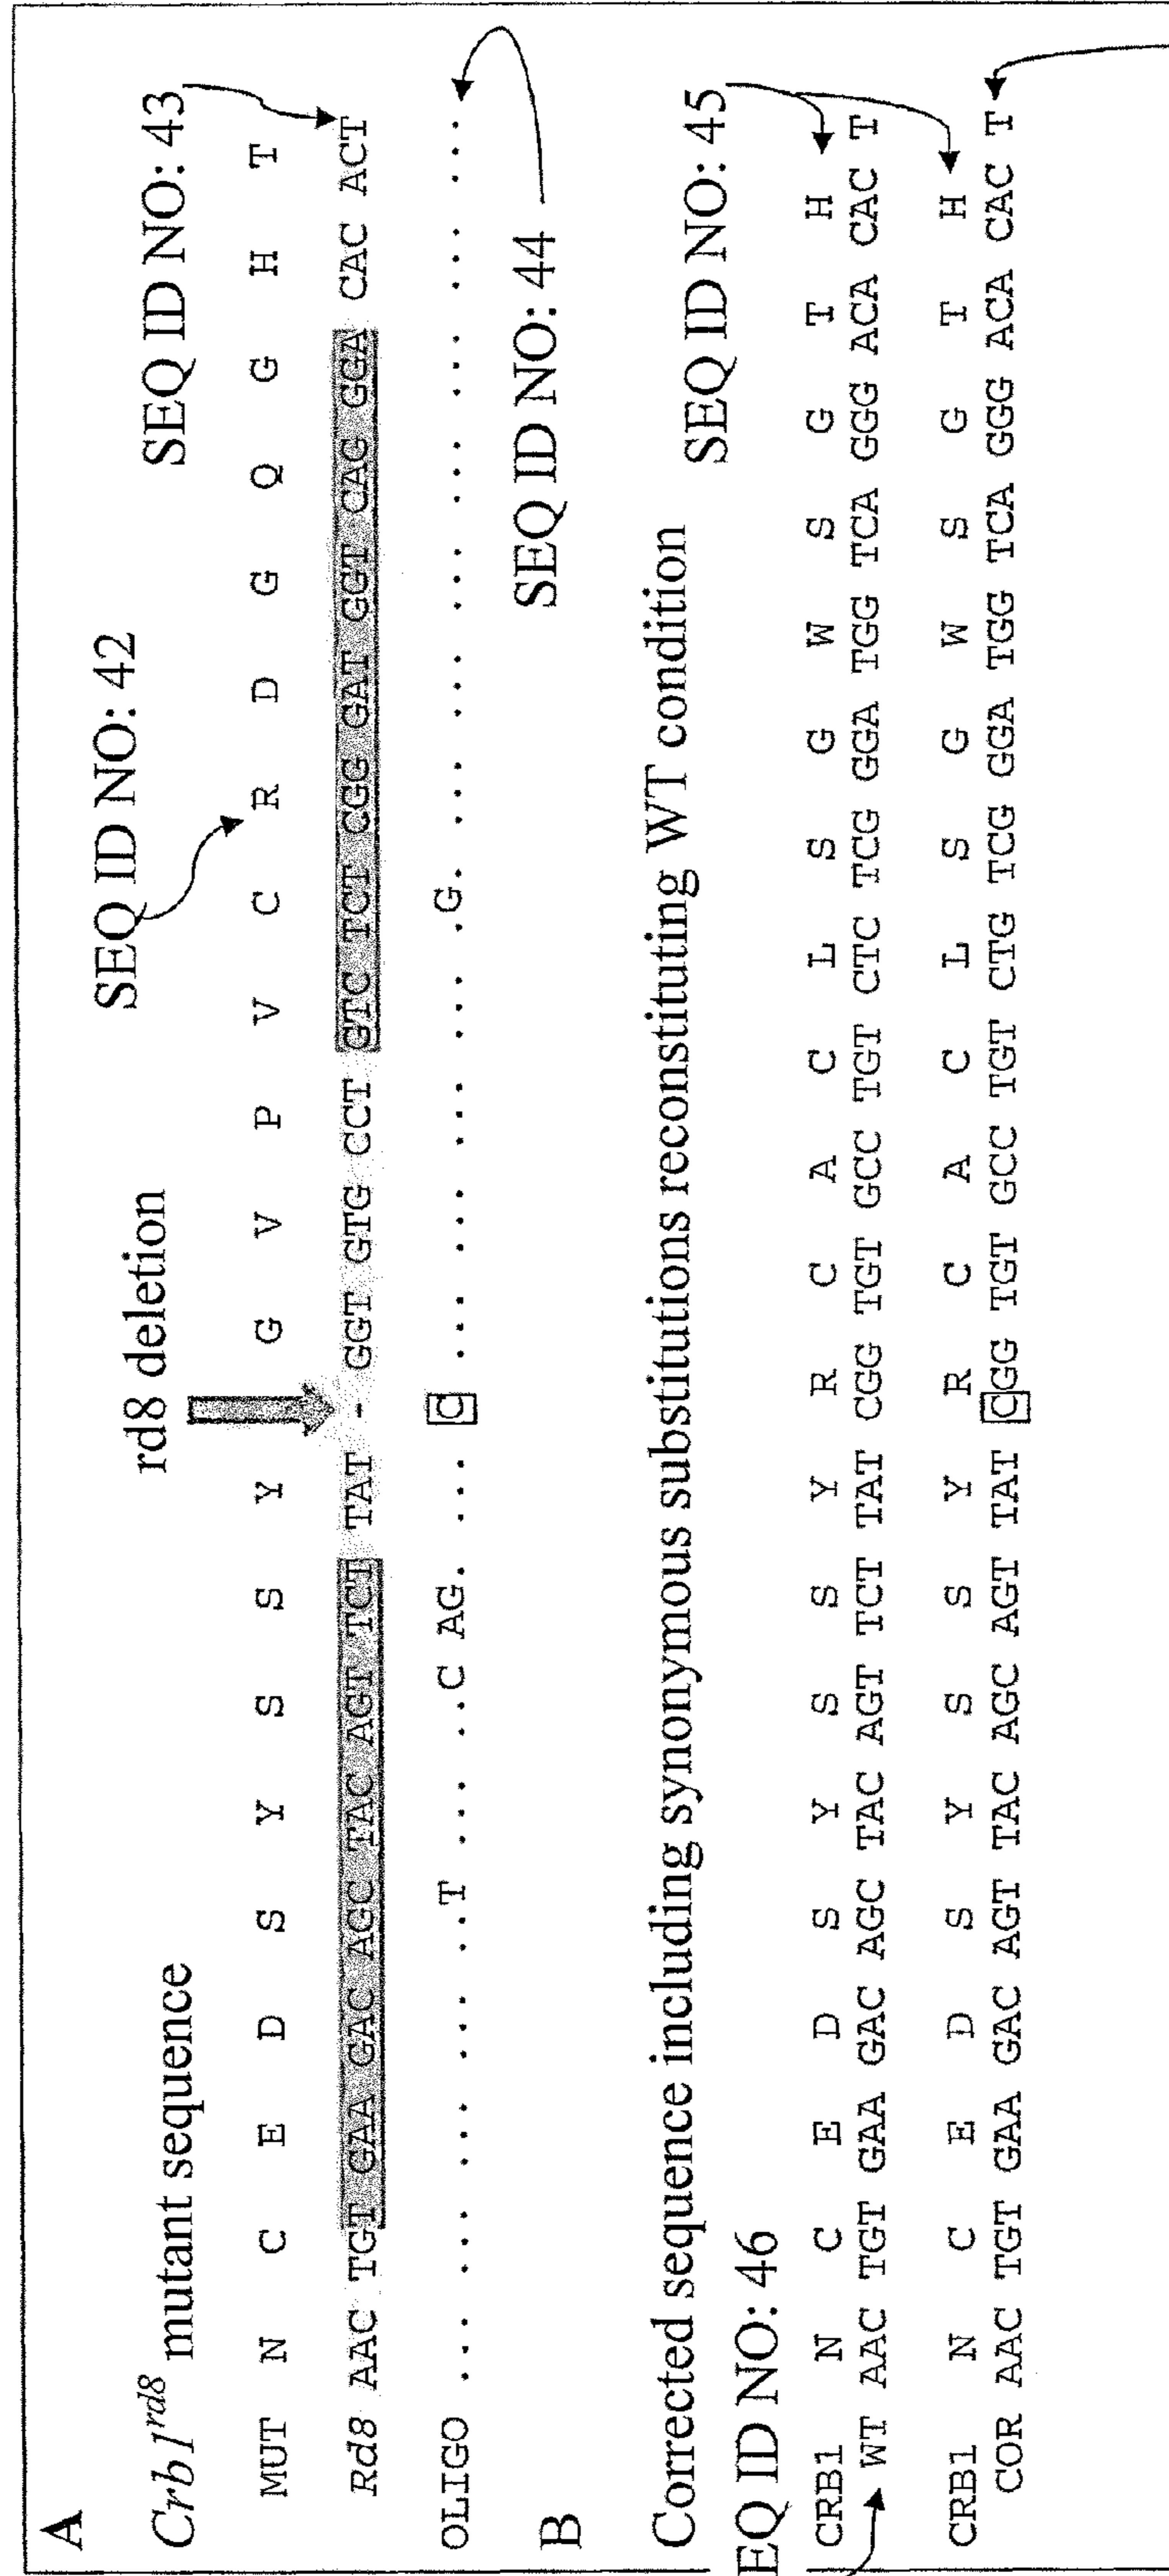 A
Crb1rd8 mutant sequence
rd8 deletion
SEQ ID NO: 42
SEQ ID NO: 43
MUT N C E D S Y S S Y G V P V C R D G Q G H T
Rd8 AAC TGT GAA GAC AGC TAC AGT TCT TAT - GGT GTG CCT GTC TCT CGG GAT GGT CAG GGA CAC ACT
OLIGO ... ... ... ... ..T ... ..C AG. ... C ... ... ... ... .G. ... ... ... ... ... ... ...
SEQ ID NO: 44
B
Corrected sequence including synonymous substitutions reconstituting WT condition
EQ ID NO: 46
SEQ ID NO: 45
CRB1 N C E D S Y S S Y R C A C L S G W S G T H
WT AAC TGT GAA GAC AGC TAC AGT TCT TAT CGG TGT GCC TGT CTC TCG GGA TGG TCA GGG ACA CAC T
CRB1 N C E D S Y S S Y R C A C L S G W S G T H
COR AAC TGT GAA GAC AGT TAC AGC AGT TAT CGG TGT GCC TGT CTG TCG GGA TGG TCA GGG ACA CAC T